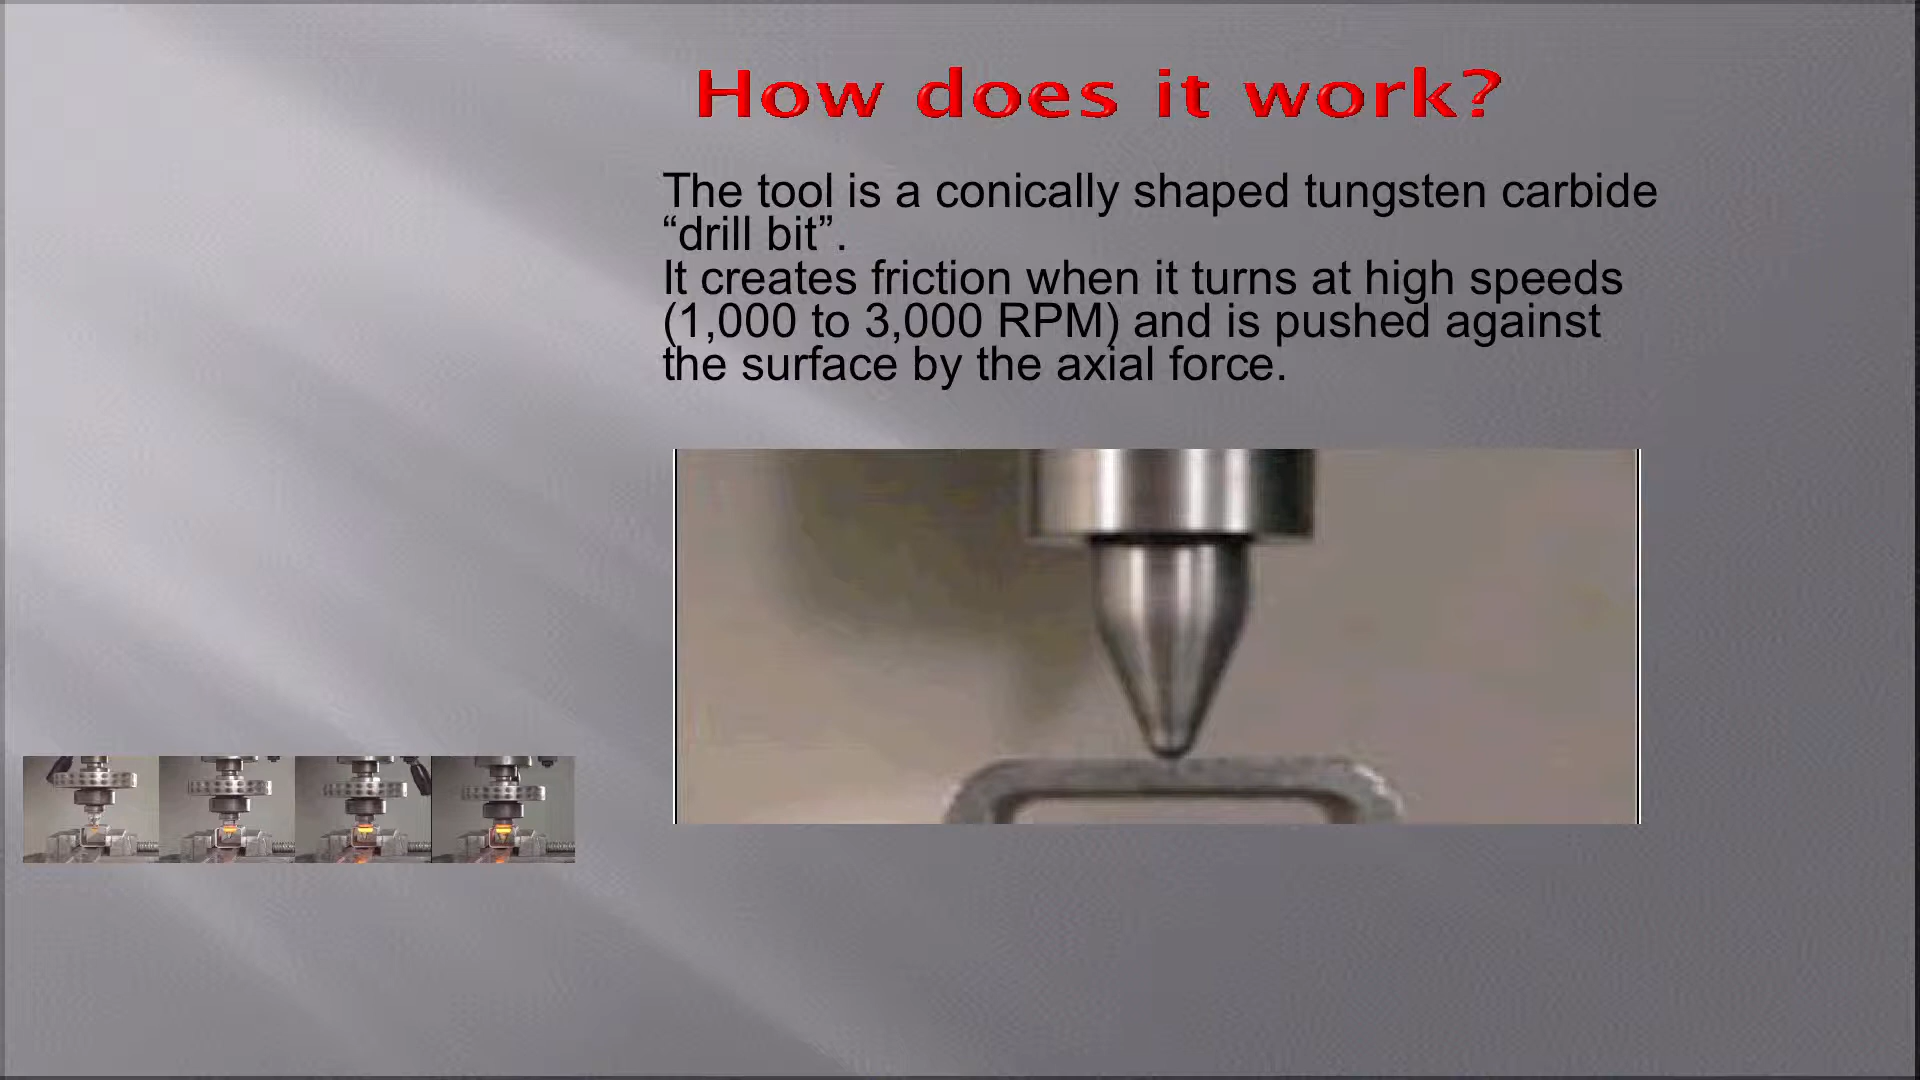 How does it work?
The tool is a conically shaped tungsten carbide
“drill bit”.
It creates friction when it turns at high speeds
(1,000 to 3,000 RPM) and is pushed against
the surface by the axial force.